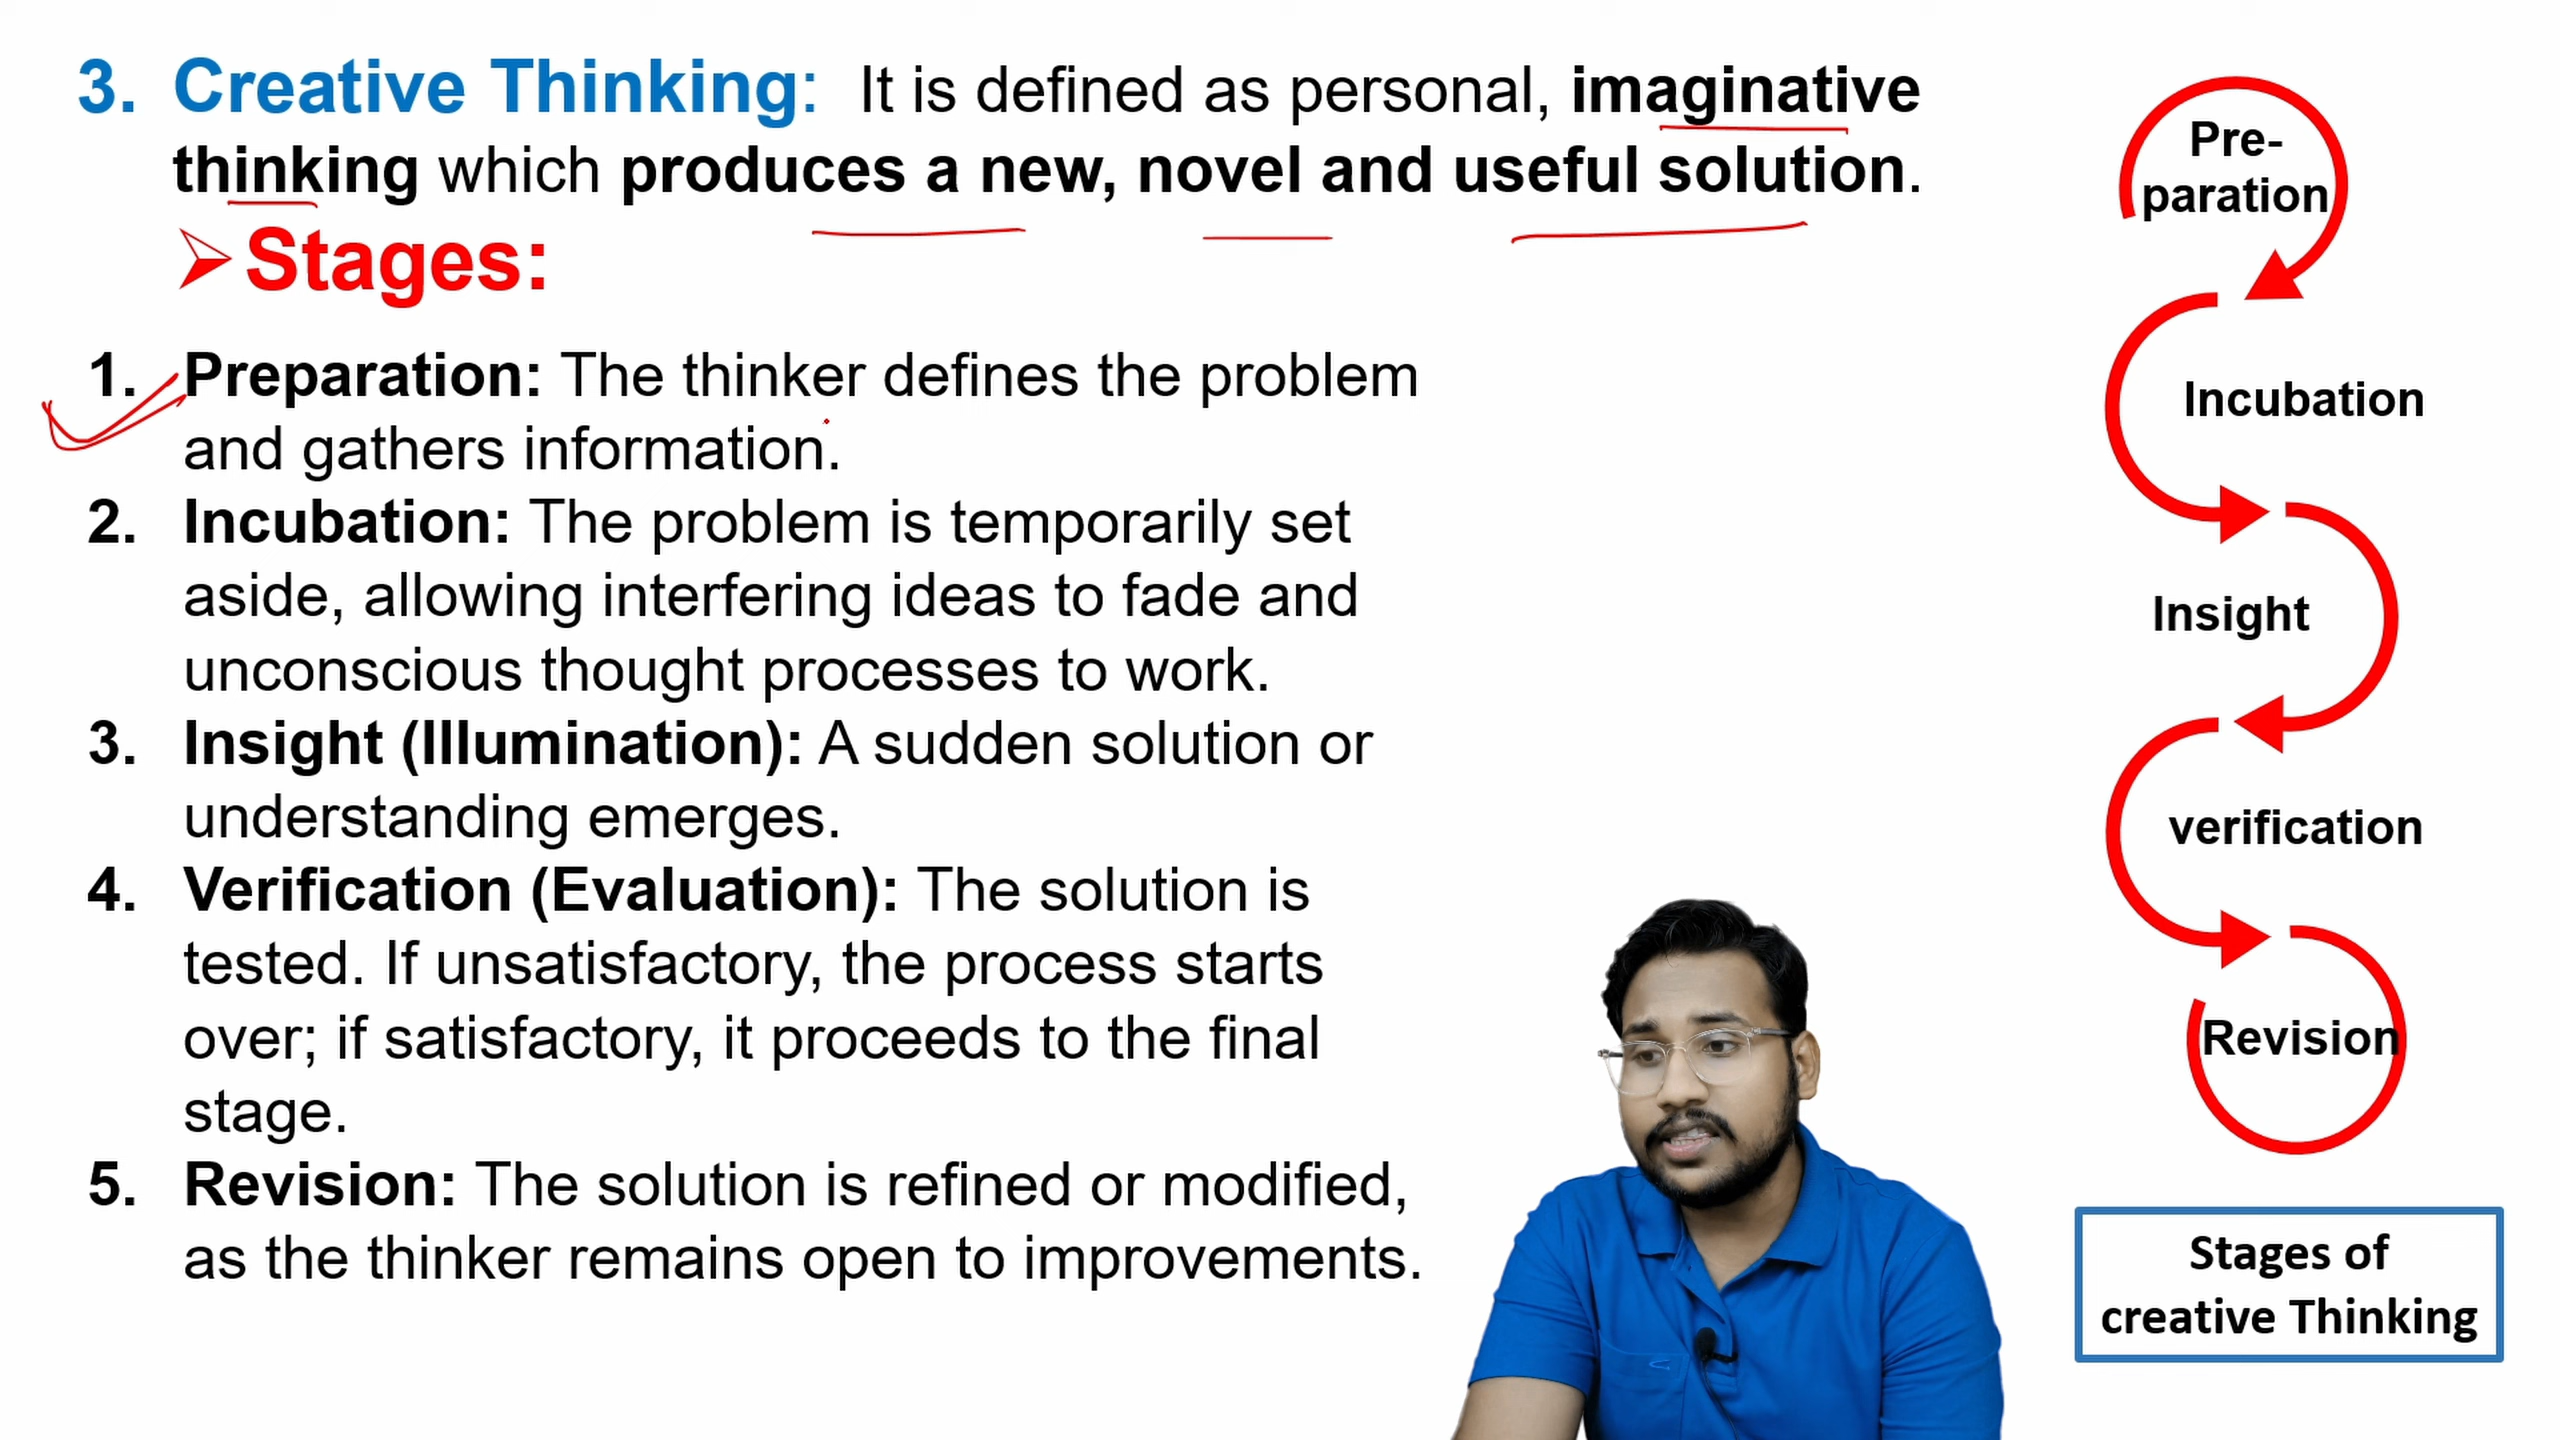 3. Creative Thinking: It is defined as personal, imaginative
thinking which produces a new, novel and useful solution.
Stages:
1. Preparation: The thinker defines the problem
and gathers information.
2. Incubation: The problem is temporarily set
aside, allowing interfering ideas to fade and
unconscious thought processes to work.
3. Insight (Illumination): A sudden solution or
understanding emerges.
4. Verification (Evaluation): The solution is
tested. If unsatisfactory, the process starts
over; if satisfactory, it proceeds to the final
stage.
5. Revision: The solution is refined or modified,
as the thinker remains open to improvements.
Pre-
paration
Incubation
Insight
verification
Revision
Stages of
creative Thinking